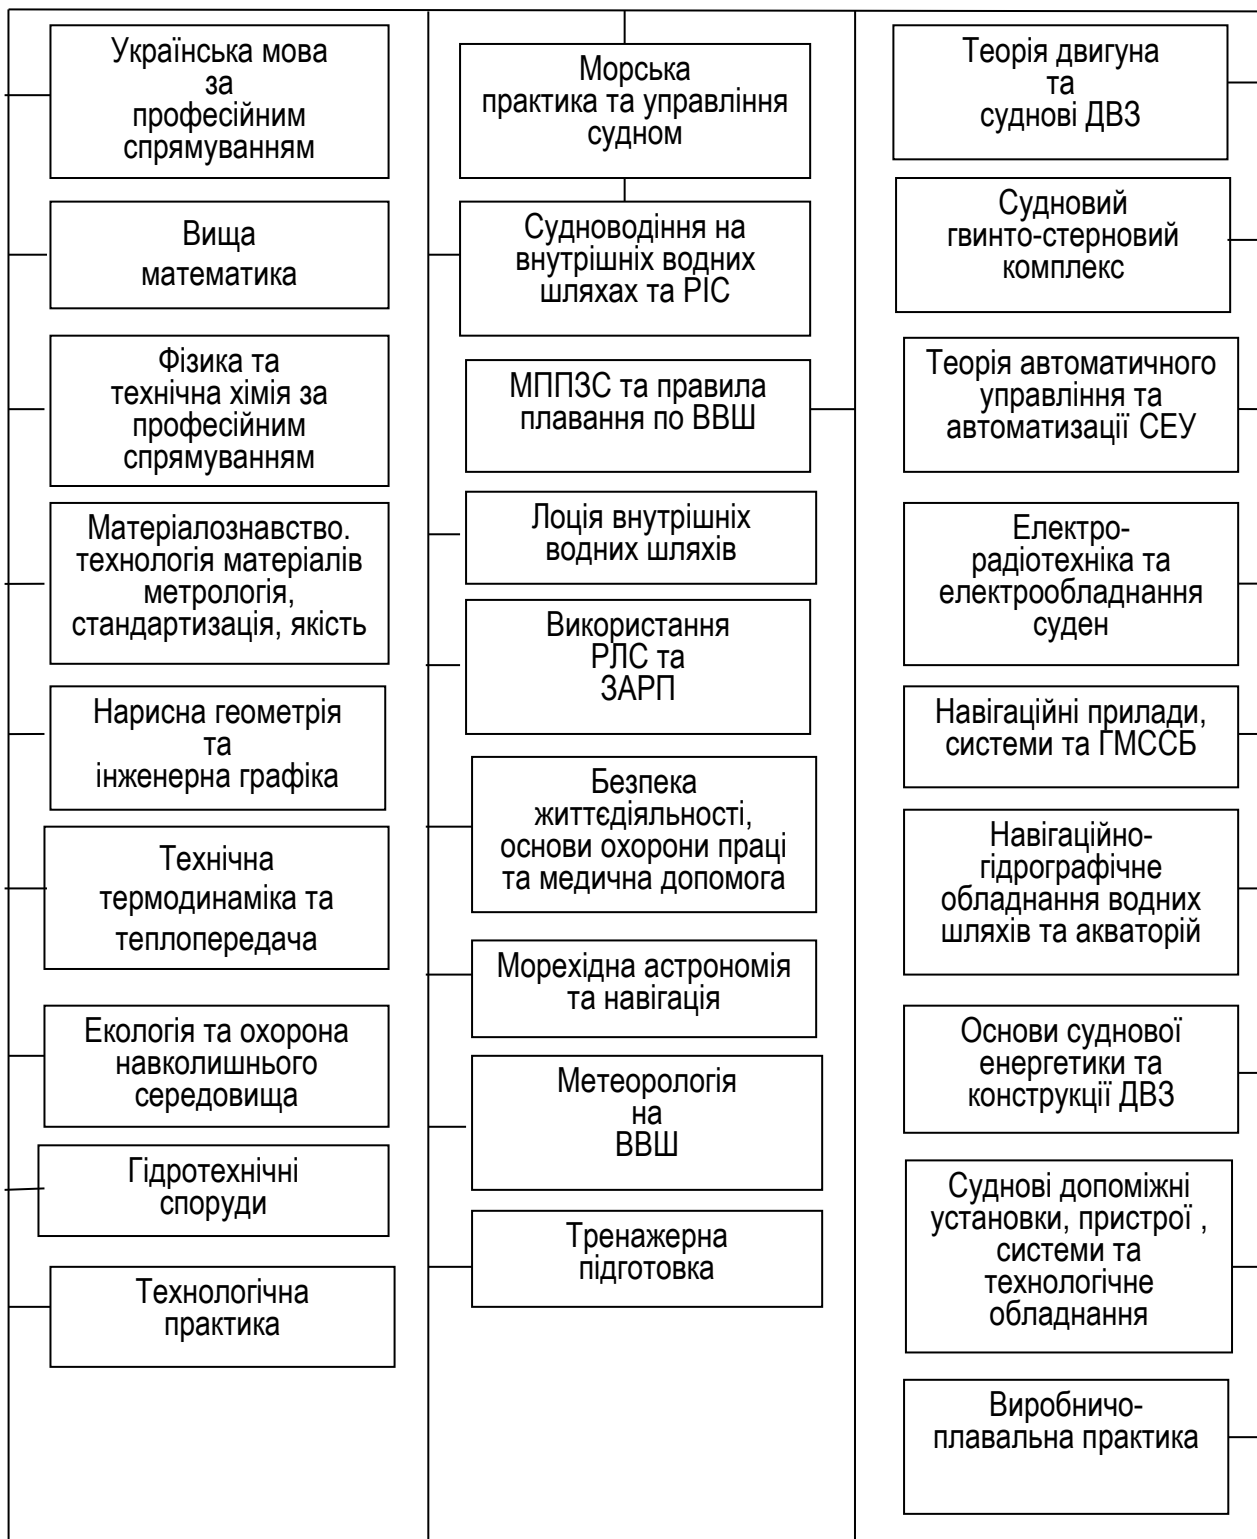 Українська мова
за
професійним
спрямуванням
Вища
математика
Фізика та
технічна хімія за
професійним
спрямуванням
Матеріалознавство.
технологія матеріалів
метрологія,
стандартизація, якість
Нарисна геометрія
та
інженерна графіка
Технічна
термодинаміка та
теплопередача
Екологія та охорона
навколишнього
середовища
Гідротехнічні
споруди
Технологічна
практика
Морська
практика та управління
судном
Судноводіння на
внутрішніх водних
шляхах та РІС
МППЗС та правила
плавання по ВВШ
Лоція внутрішніх
водних шляхів
Використання
РЛС та
ЗАРП
Безпека
життєдіяльності,
основи охорони праці
та медична допомога
Морехідна астрономія
та навігація
Метеорологія
на
ВВШ
Тренажерна
підготовка
Теорія двигуна
та
суднові ДВЗ
Судновий
гвинто-стерновий
комплекс
Теорія автоматичного
управління та
автоматизації СЕУ
Електро-
радіотехніка та
електрообладнання
суден
Навігаційні прилади,
системи та ГМССБ
Навігаційно-
гідрографічне
обладнання водних
шляхів та акваторій
Основи суднової
енергетики та
конструкції ДВЗ
Суднові допоміжні
установки, пристрої ,
системи та
технологічне
обладнання
Виробничо-
плавальна практика